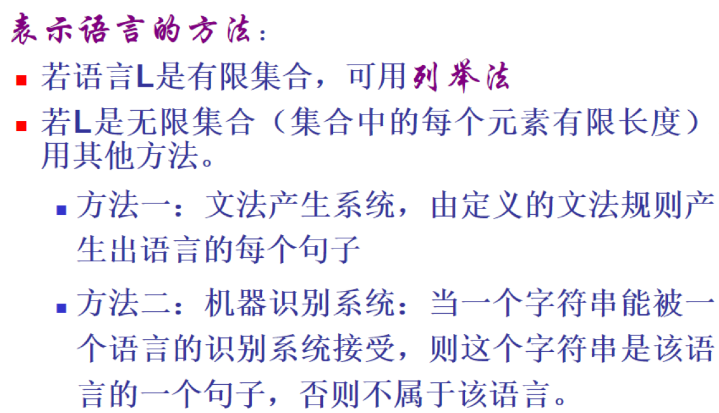 表示语言的方法：
若语言L是有限集合，可用列举法
若L是无限集合（集合中的每个元素有限长度）
用其他方法。
方法一：文法产生系统，由定义的文法规则产
生出语言的每个句子
方法二：机器识别系统：当一个字符串能被一
个语言的识别系统接受，则这个字符串是该语
言的一个句子，否则不属于该语言。